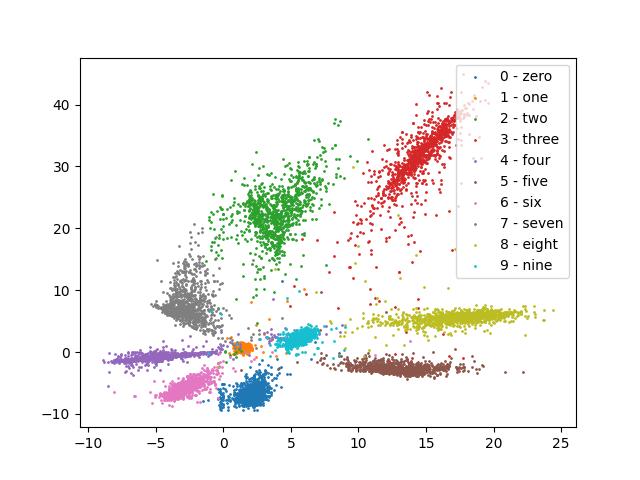 40
30
20
10
0
−10
−10
−5
0
5
10
15
20
25
0 - zero
1 - one
2 - two
3 - three
4 - four
5 - five
6 - six
7 - seven
8 - eight
9 - nine